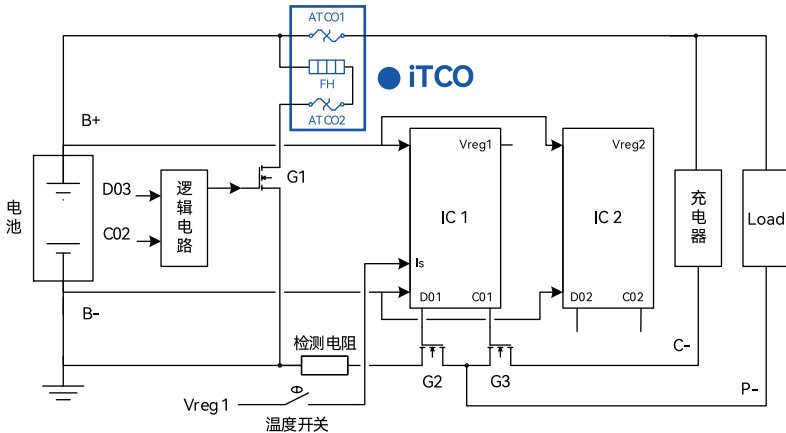 ATCO1
FH
ATCO2
iTCO
B+
Vreg1
Vreg2
电池
D03
C02
逻辑电路
G1
IC 1
IC 2
充电器
Load
Is
D01
C01
D02
C02
B-
检测电阻
G2
G3
C-
P-
Vreg1
温度开关